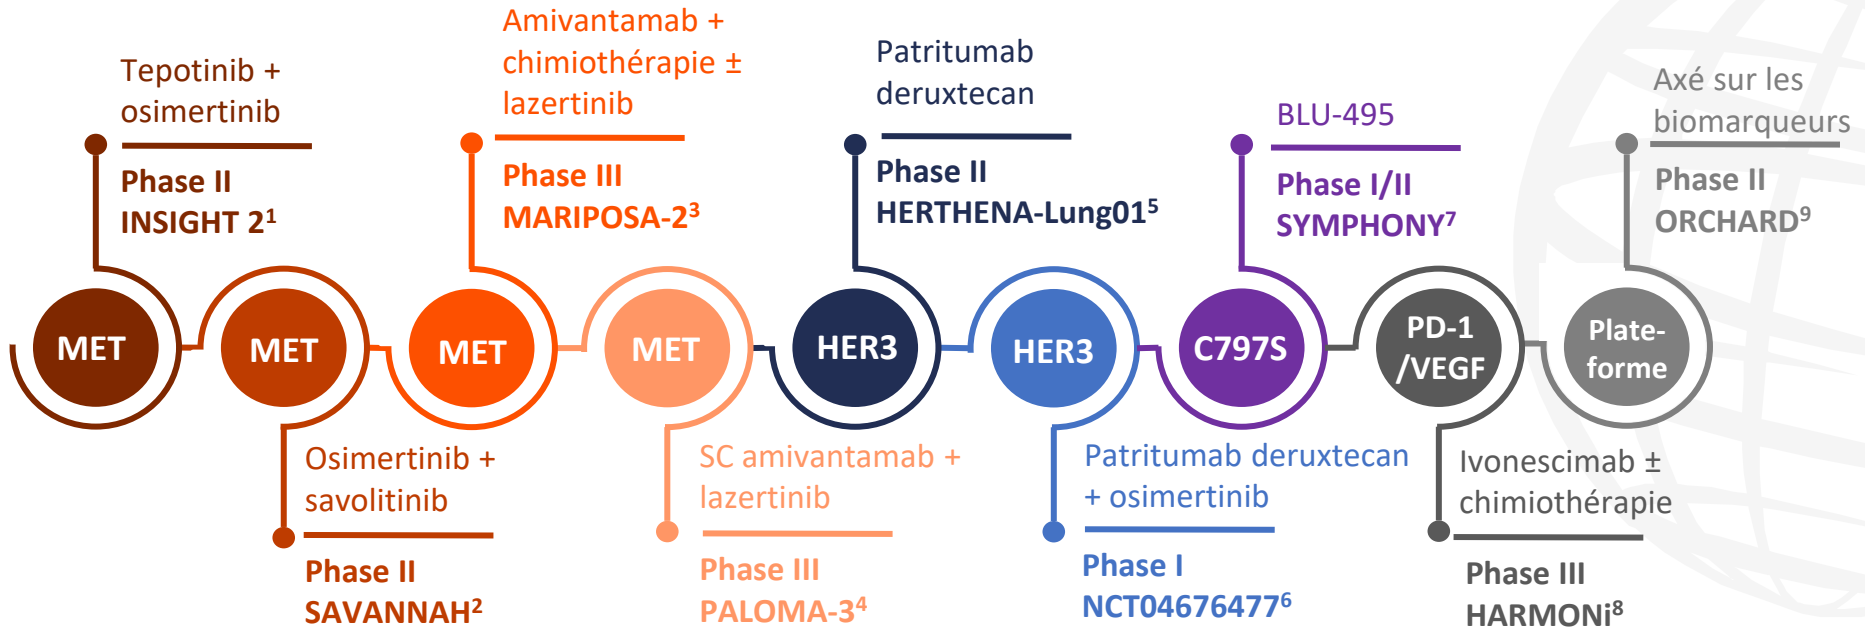 Tepotinib +
osimertinib
Phase II
INSIGHT 2¹
MET
Osimertinib +
savolitinib
Phase II
SAVANNAH²
MET
Amivantamab +
chimiothérapie ±
lazertinib
Phase III
MARIPOSA-2³
MET
SC amivantamab +
lazertinib
Phase III
PALOMA-3⁴
MET
Patritumab
deruxtecan
Phase II
HERTHENA-Lung01⁵
HER3
Patritumab deruxtecan
+ osimertinib
Phase I
NCT04676477⁶
HER3
BLU-495
Phase I/II
SYMPHONY⁷
C797S
Ivonescimab ±
chimiothérapie
Phase III
HARMONi⁸
PD-1
/VEGF
Axé sur les
biomarqueurs
Phase II
ORCHARD⁹
Plate-
forme